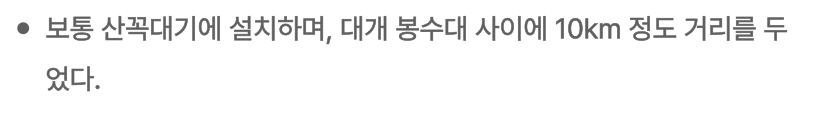 • 보통 산꼭대기에 설치하며, 대개 봉수대 사이에 10km 정도 거리를 두
었다.